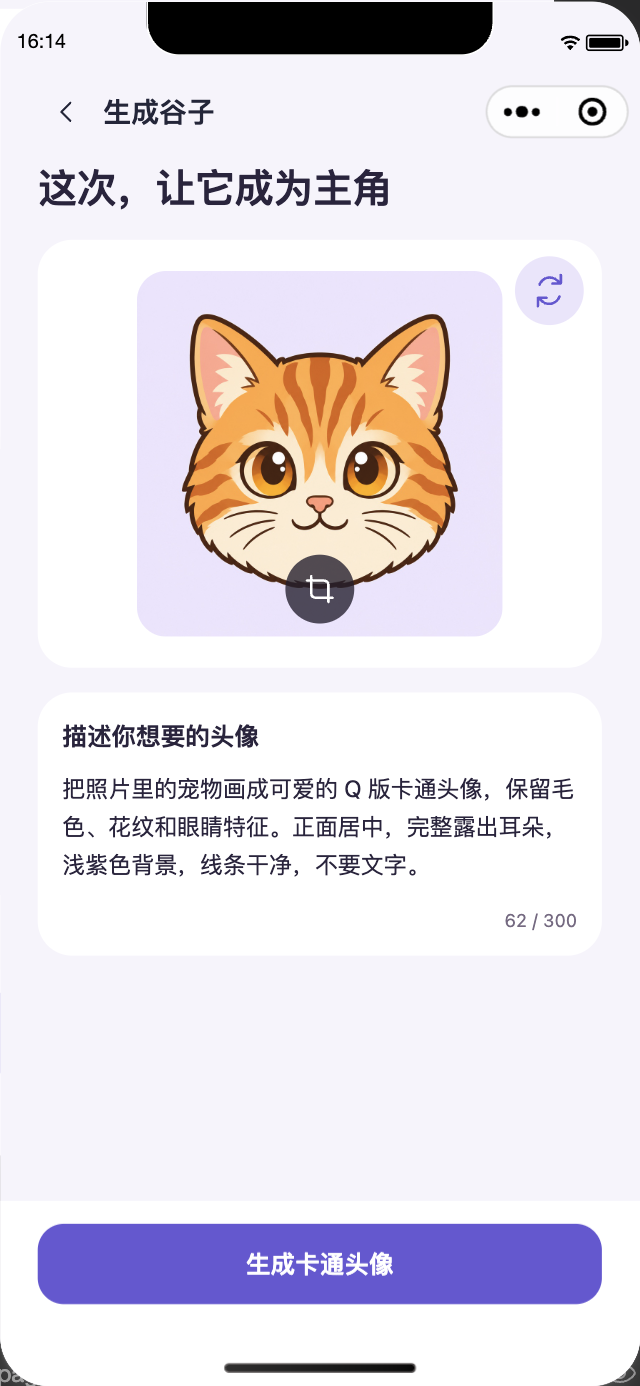 16:14
生成谷子
这次，让它成为主角
描述你想要的头像
把照片里的宠物画成可爱的 Q 版卡通头像，保留毛
色、花纹和眼睛特征。正面居中，完整露出耳朵，
浅紫色背景，线条干净，不要文字。
62 / 300
生成卡通头像